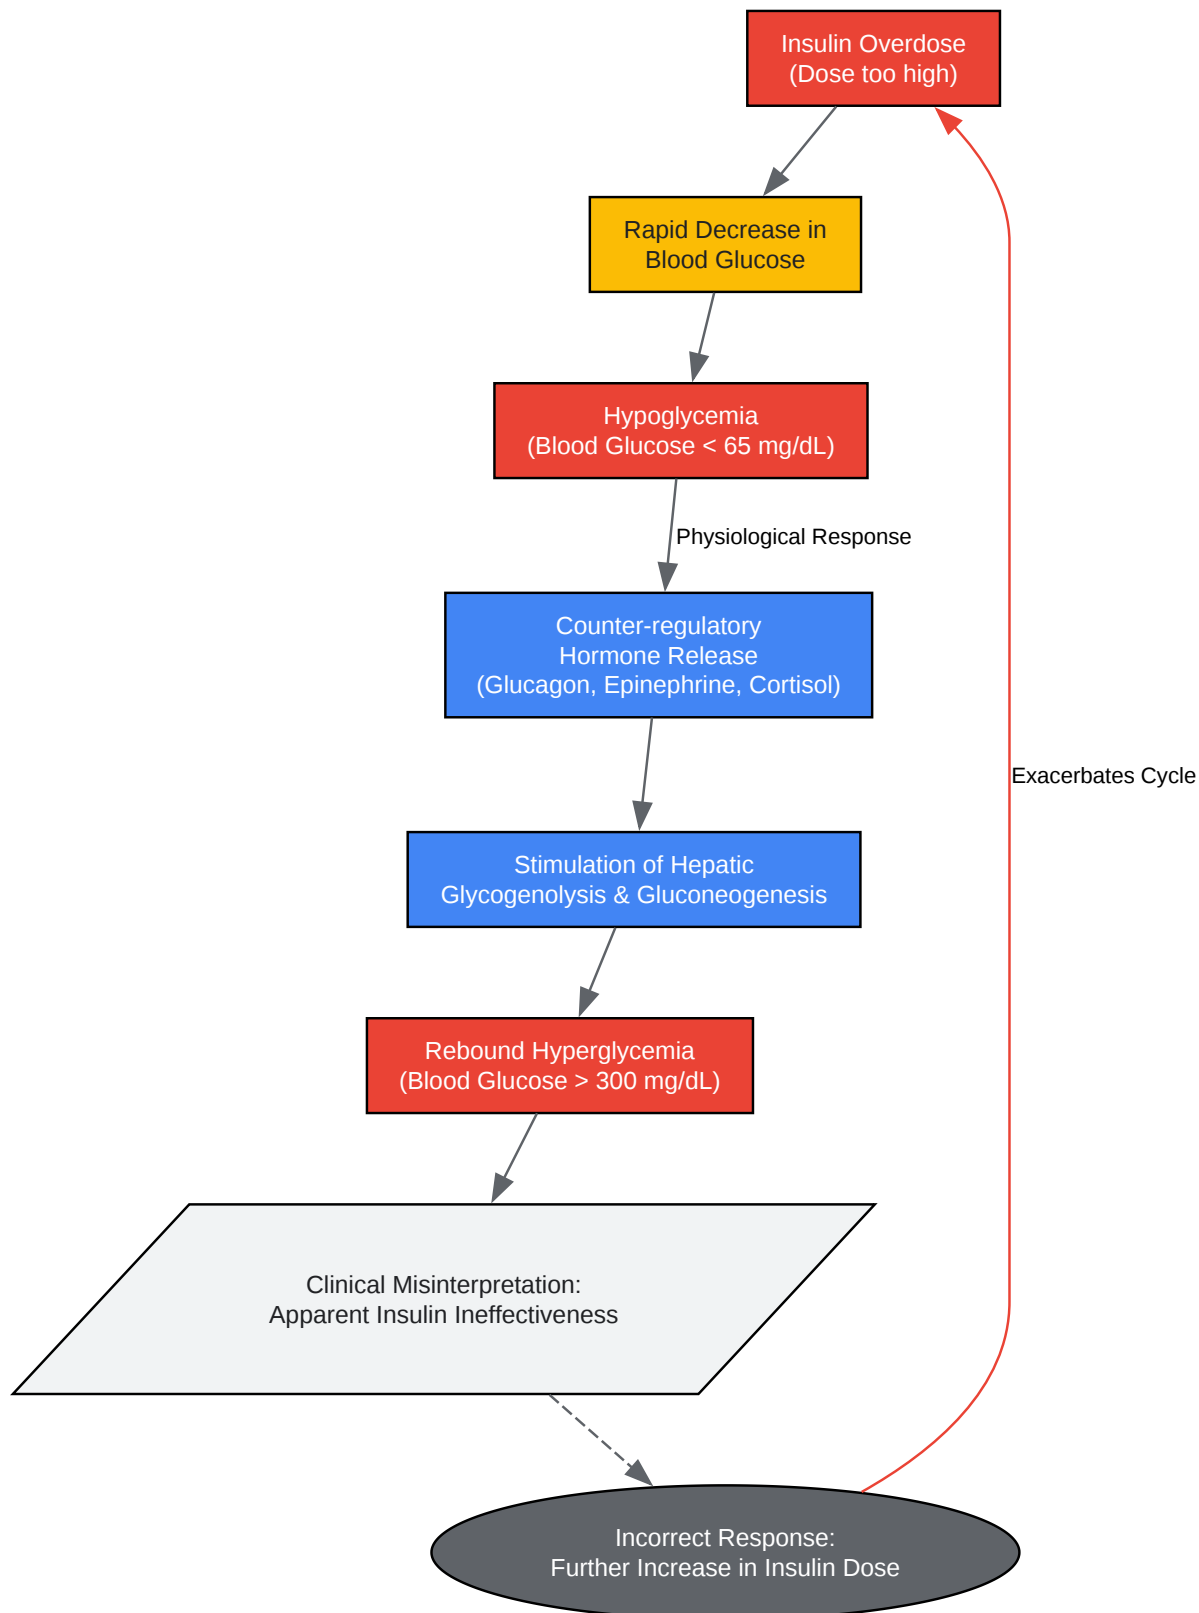 Insulin Overdose
(Dose too high)
Rapid Decrease in
Blood Glucose
Hypoglycemia
(Blood Glucose < 65 mg/dL)
Physiological Response
Counter-regulatory
Hormone Release
(Glucagon, Epinephrine, Cortisol)
Exacerbates Cycle
Stimulation of Hepatic
Glycogenolysis & Gluconeogenesis
Rebound Hyperglycemia
(Blood Glucose > 300 mg/dL)
Clinical Misinterpretation:
Apparent Insulin Ineffectiveness
Incorrect Response:
Further Increase in Insulin Dose